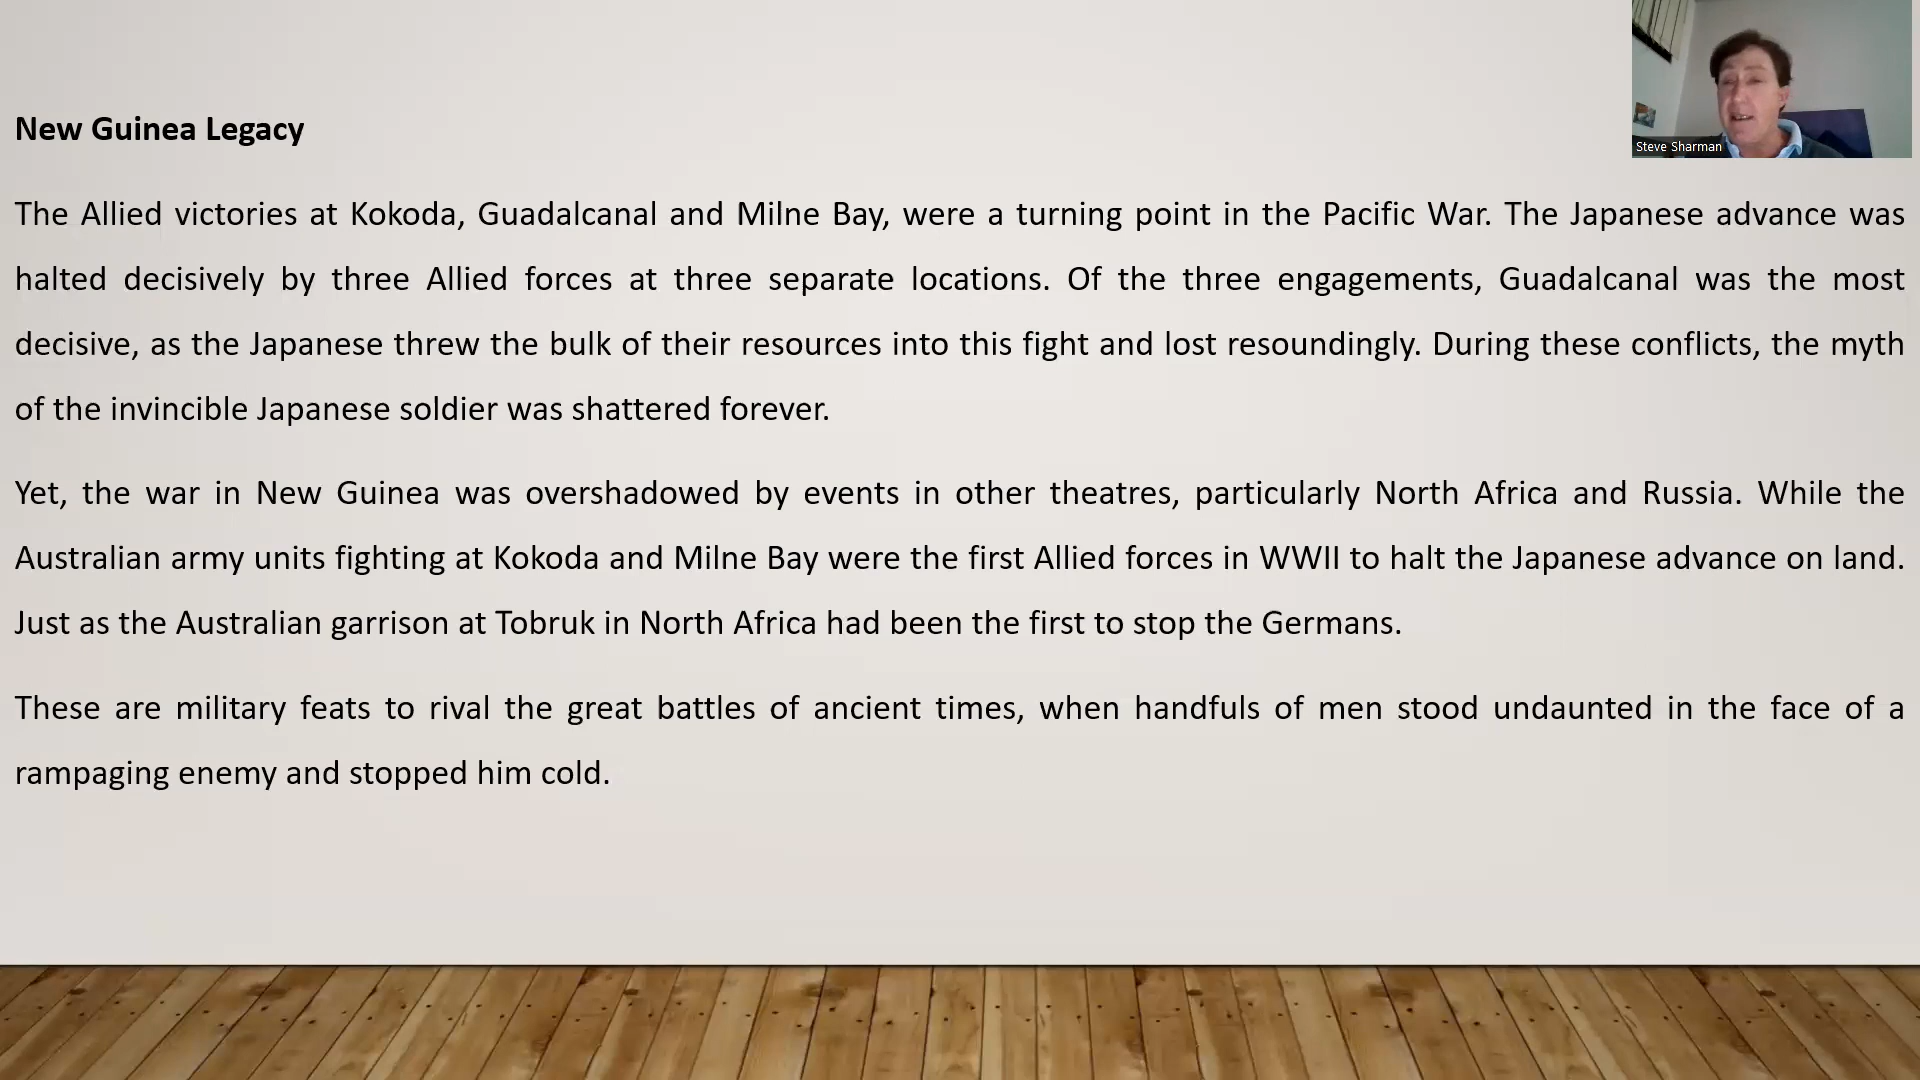 New Guinea Legacy
Steve Sharman
The Allied victories at Kokoda, Guadalcanal and Milne Bay, were a turning point in the Pacific War. The Japanese advance was
halted decisively by three Allied forces at three separate locations. Of the three engagements, Guadalcanal was the most
decisive, as the Japanese threw the bulk of their resources into this fight and lost resoundingly. During these conflicts, the myth
of the invincible Japanese soldier was shattered forever.
Yet, the war in New Guinea was overshadowed by events in other theatres, particularly North Africa and Russia. While the
Australian army units fighting at Kokoda and Milne Bay were the first Allied forces in WWII to halt the Japanese advance on land.
Just as the Australian garrison at Tobruk in North Africa had been the first to stop the Germans.
These are military feats to rival the great battles of ancient times, when handfuls of men stood undaunted in the face of a
rampaging enemy and stopped him cold.